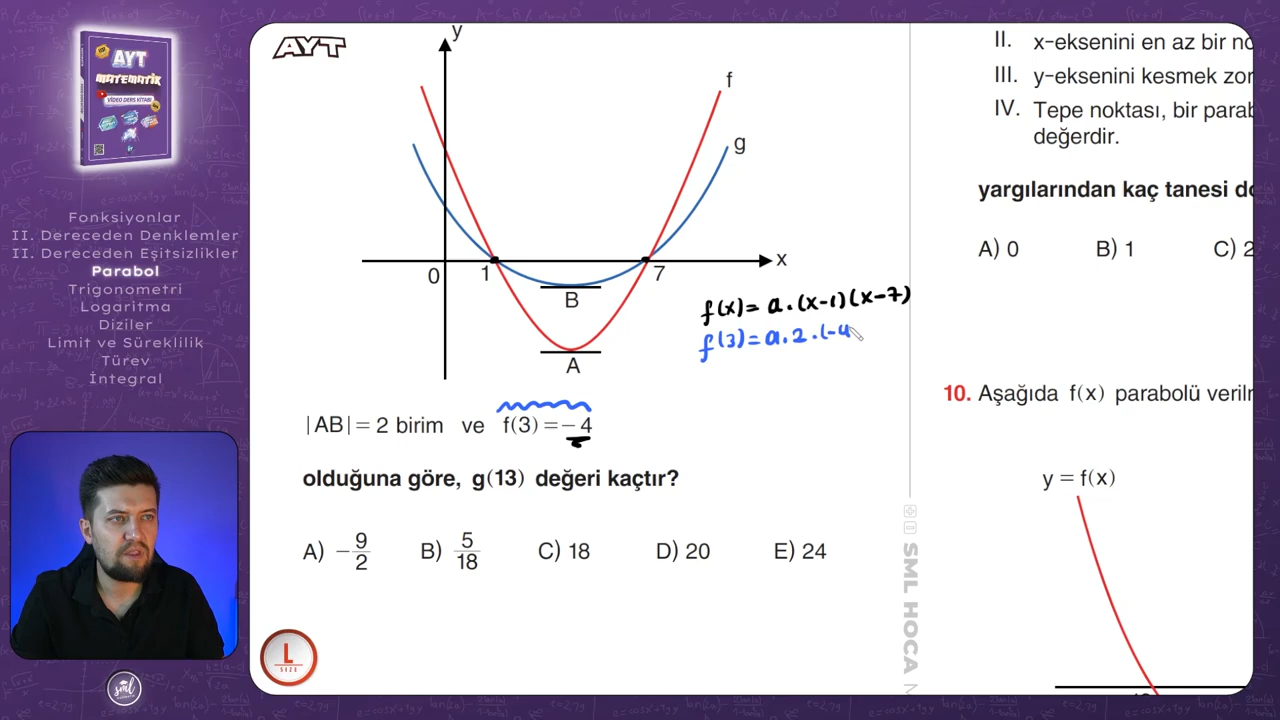 AYT
MATEMATİK
VİDEO DERS KİTABI
Fonksiyonlar
II. Dereceden Denklemler
II. Dereceden Eşitsizlikler
Parabol
Trigonometri
Logaritma
Diziler
Limit ve Süreklilik
Türev
İntegral
sml
AYT
y
f
g
x
0
1
7
B
A
f(x)= a.(x-1)(x-7)
f(3)= a.2.(-4
|AB| = 2 birim ve f(3) = -4
olduğuna göre, g(13) değeri kaçtır?
A) -9/2 B) 5/18 C) 18 D) 20 E) 24
L
SIZE
SML HOCA
II. x-eksenini en az bir no
III. y-eksenini kesmek zor
IV. Tepe noktası, bir parab
değerdir.
yargılarından kaç tanesi do
A) 0 B) 1 C) 2
10. Aşağıda f(x) parabolü verilm
y = f(x)